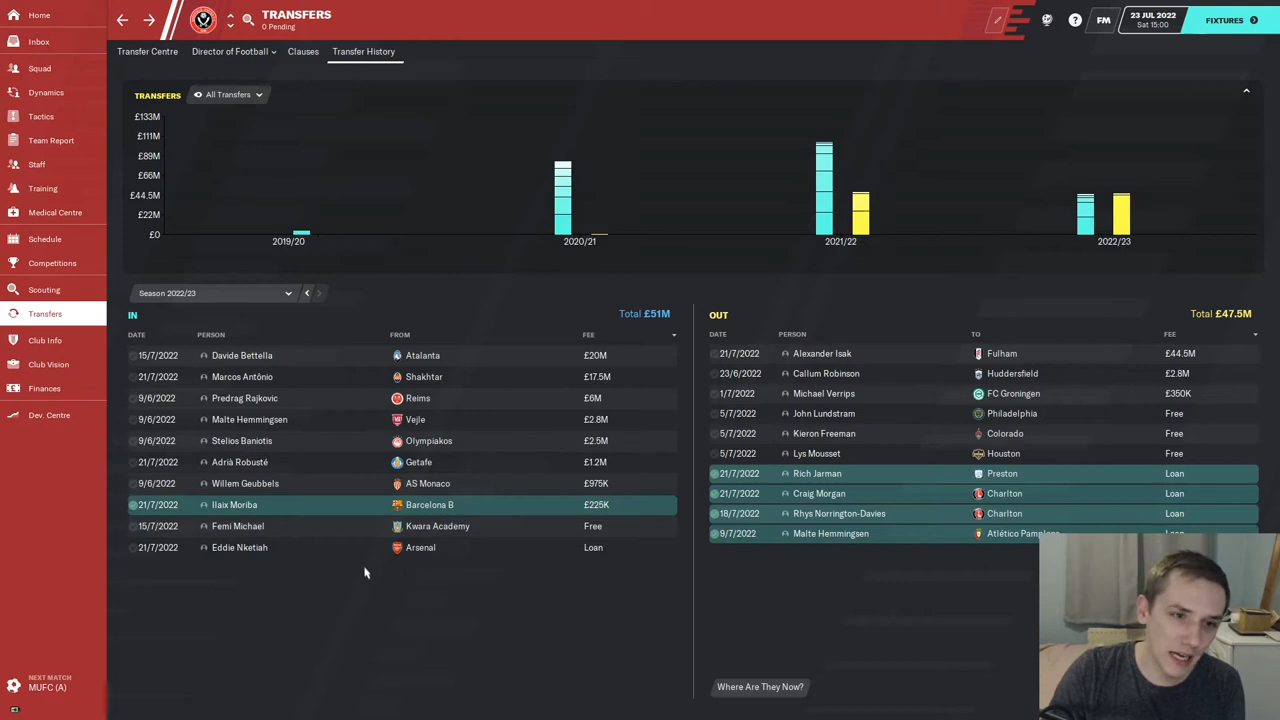 Home
Inbox
Squad
Dynamics
Tactics
Team Report
Staff
Training
Medical Centre
Schedule
Competitions
Scouting
Transfers
Club Info
Club Vision
Finances
Dev. Centre
NEXT MATCH
MUFC (A)
TRANSFERS
0 Pending
?
FM
23 JUL 2022
Sat 15:00
FIXTURES
Transfer Centre
Director of Football
Clauses
Transfer History
TRANSFERS
All Transfers
£133M
£111M
£89M
£66M
£44.5M
£22M
£0
2019/20
2020/21
2021/22
2022/23
Season 2022/23
IN
Total £51M
DATE PERSON FROM FEE
15/7/2022 Davide Bettella Atalanta £20M
21/7/2022 Marcos Antônio Shakhtar £17.5M
9/6/2022 Predrag Rajkovic Reims £6M
9/6/2022 Malte Hemmingsen Vejle £2.8M
9/6/2022 Stelios Baniotis Olympiakos £2.5M
21/7/2022 Adrià Robusté Getafe £1.2M
9/6/2022 Willem Geubbels AS Monaco £975K
21/7/2022 Ilaix Moriba Barcelona B £225K
15/7/2022 Femi Michael Kwara Academy Free
21/7/2022 Eddie Nketiah Arsenal Loan
OUT
Total £47.5M
DATE PERSON TO FEE
21/7/2022 Alexander Isak Fulham £44.5M
23/6/2022 Callum Robinson Huddersfield £2.8M
1/7/2022 Michael Verrips FC Groningen £350K
5/7/2022 John Lundstram Philadelphia Free
5/7/2022 Kieron Freeman Colorado Free
5/7/2022 Lys Mousset Houston Free
21/7/2022 Rich Jarman Preston Loan
21/7/2022 Craig Morgan Charlton Loan
18/7/2022 Rhys Norrington-Davies Charlton Loan
9/7/2022 Malte Hemmingsen Atlético
Where Are They Now?